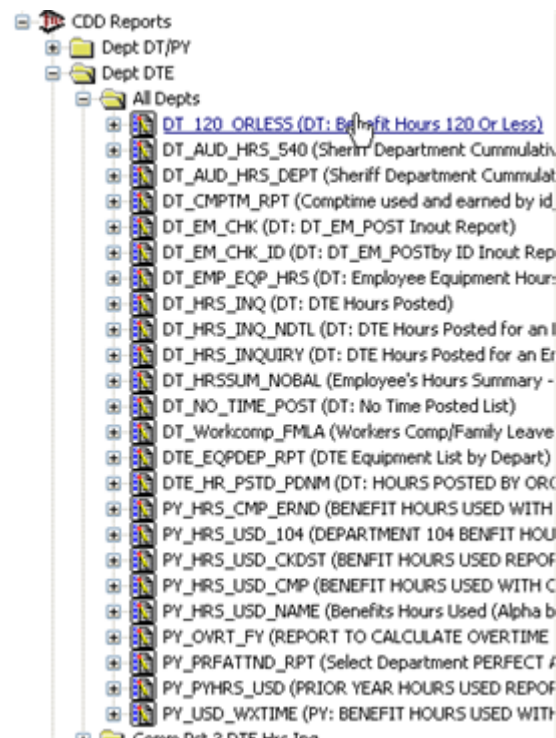 CDD Reports
Dept DT/PY
Dept DTE
All Depts
DT_120_ORLESS (DT: Benefit Hours 120 Or Less)
DT_AUD_HRS_540 (Sheriff Department Cummulativ
DT_AUD_HRS_DEPT (Sheriff Department Cummulat
DT_CMPTM_RPT (Comptime used and earned by id_
DT_EM_CHK (DT: DT_EM_POST Inout Report)
DT_EM_CHK_ID (DT: DT_EM_POSTby ID Inout Rep
DT_EMP_EQP_HRS (DT: Employee Equipment Hours
DT_HRS_INQ (DT: DTE Hours Posted)
DT_HRS_INQ_NDTL (DT: DTE Hours Posted for an
DT_HRS_INQUIRY (DT: DTE Hours Posted for an Er
DT_HRSSUM_NOBAL (Employee's Hours Summary -
DT_NO_TIME_POST (DT: No Time Posted List)
DT_Workcomp_FMLA (Workers Comp/Family Leave
DTE_EQPDEP_RPT (DTE Equipment List by Depart)
DTE_HR_PSTD_PDNM (DT: HOURS POSTED BY ORG
PY_HRS_CMP_ERND (BENEFIT HOURS USED WITH
PY_HRS_USD_104 (DEPARTMENT 104 BENFIT HOU
PY_HRS_USD_CKDST (BENFIT HOURS USED REPOR
PY_HRS_USD_CMP (BENEFIT HOURS USED WITH C
PY_HRS_USD_NAME (Benefits Hours Used (Alpha b
PY_OVRT_FY (REPORT TO CALCULATE OVERTIME
PY_PRFATTND_RPT (Select Department PERFECT A
PY_PYHRS_USD (PRIOR YEAR HOURS USED REPOR
PY_USD_WXTIME (PY: BENEFIT HOURS USED WITH
DTE Hrs Inq